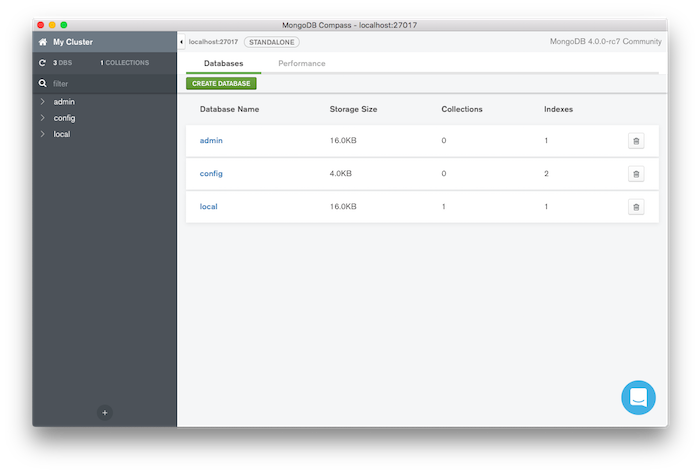 MongoDB Compass - localhost:27017
My Cluster
localhost:27017 STANDALONE MongoDB 4.0.0-rc7 Community
3 DBS 1 COLLECTIONS
Databases Performance
filter
CREATE DATABASE
admin
config
local
Database Name Storage Size Collections Indexes
admin 16.0KB 0 1
config 4.0KB 0 2
local 16.0KB 1 1
+